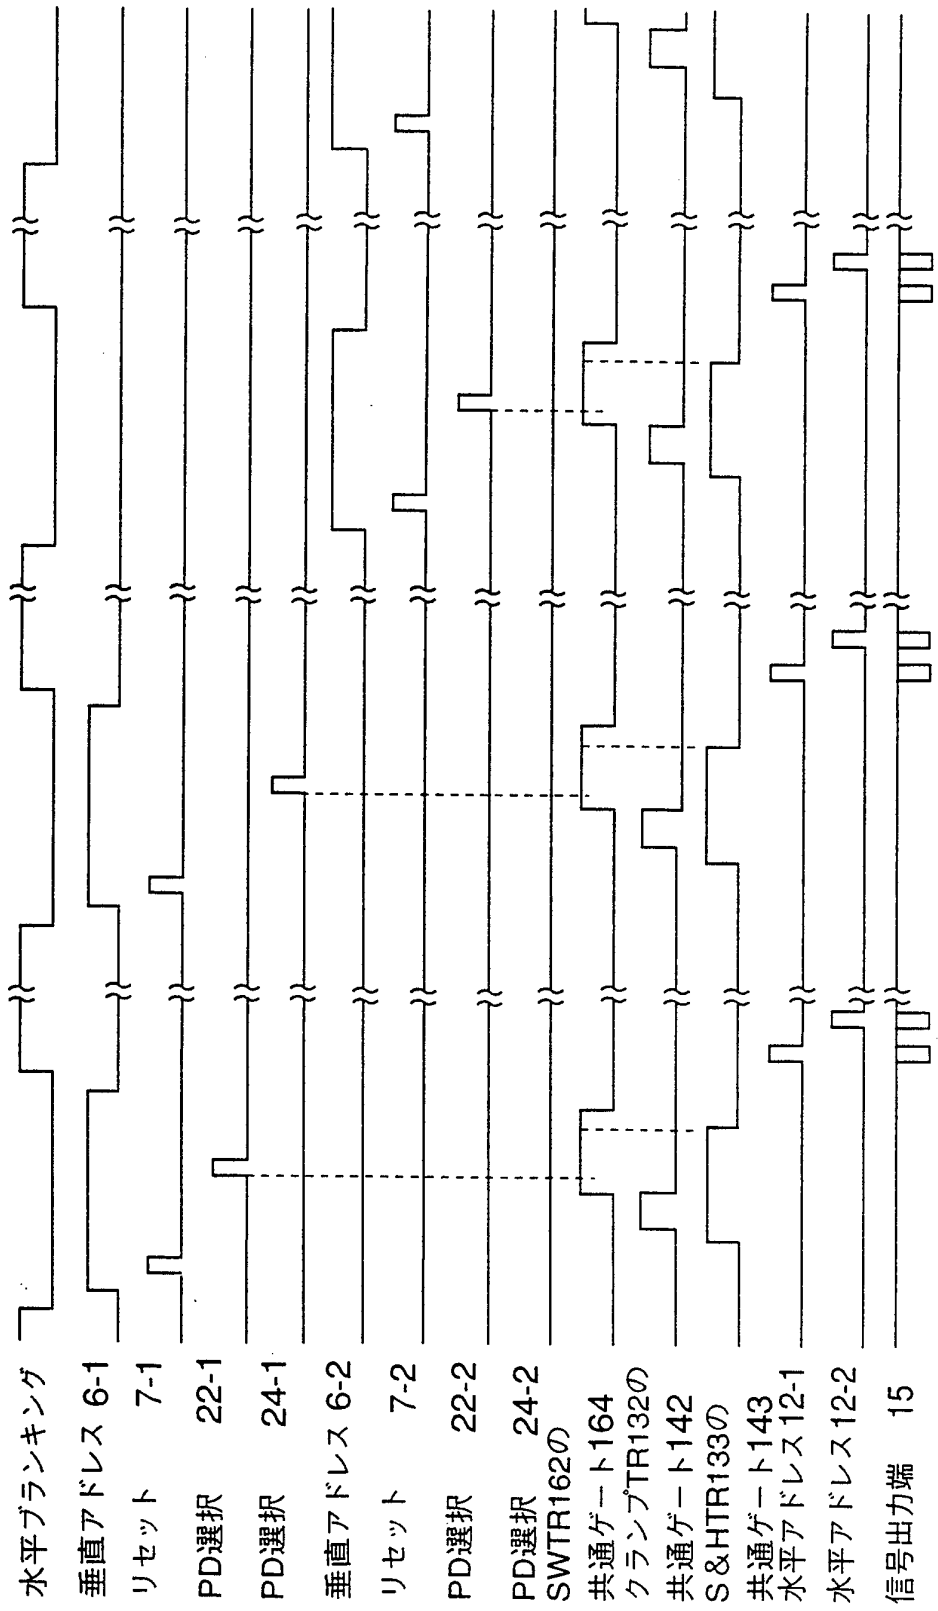 水平ブランキング
垂直アドレス 6-1
リセット 7-1
PD選択 22-1
PD選択 24-1
垂直アドレス 6-2
リセット 7-2
PD選択 22-2
PD選択 24-2
SWTR162の
共通ゲート164
クランプTR132の
共通ゲート142
S&HTR133の
共通ゲート143
水平アドレス12-1
水平アドレス12-2
信号出力端 15